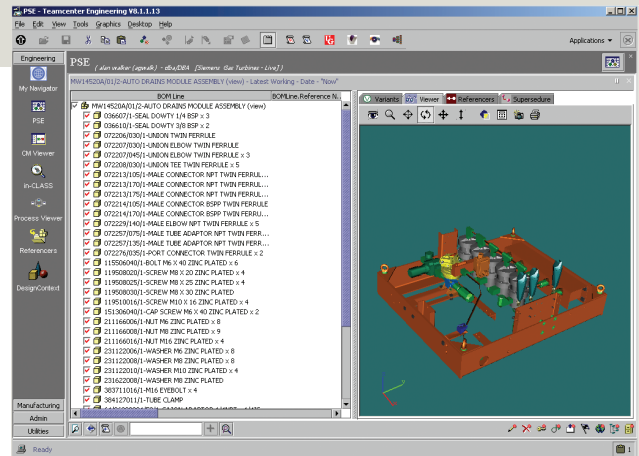 PSE - Teamcenter Engineering V8.1.1.13
File Edit View Tools Graphics Desktop Help
Applications
Engineering
PSE
( alan walker (agwalk) - dba/DBA [Siemens Gas Turbines - Live])
My Navigator
PSE
CM Viewer
in-CLASS
Process Viewer
Referencers
DesignContext
Manufacturing
Admin
Utilities
MW14520A/01/2-AUTO DRAINS MODULE ASSEMBLY (view) - Latest Working - Date - "Now"
BOM Line BOMLine.Reference N...
MW14520A/01/2-AUTO DRAINS MODULE ASSEMBLY (view)
036607/1-SEAL DOWTY 1/4 BSP x 3
036610/1-SEAL DOWTY 3/8 BSP x 2
072206/030/1-UNION TWIN FERRULE
072207/030/1-UNION ELBOW TWIN FERRULE
072207/045/1-UNION ELBOW TWIN FERRULE x 3
072208/030/1-UNION TEE TWIN FERRULE x 5
072213/105/1-MALE CONNECTOR NPT TWIN FERRUL...
072213/170/1-MALE CONNECTOR NPT TWIN FERRUL...
072213/175/1-MALE CONNECTOR NPT TWIN FERRUL...
072214/105/1-MALE CONNECTOR BSPP TWIN FERRULE
072214/170/1-MALE CONNECTOR BSPP TWIN FERRU...
072229/140/1-MALE ELBOW NPT TWIN FERRULE x 5
072257/075/1-MALE TUBE ADAPTOR NPT TWIN FERR...
072257/135/1-MALE TUBE ADAPTOR NPT TWIN FERR...
072276/035/1-PORT CONNECTOR TWIN FERRULE x 2
115506040/1-BOLT M6 X 40 ZINC PLATED x 6
119508020/1-SCREW M8 X 20 ZINC PLATED x 4
119508025/1-SCREW M8 X 25 ZINC PLATED x 4
119508030/1-SCREW M8 X 30 ZINC PLATED
119510016/1-SCREW M10 X 16 ZINC PLATED x 4
151306040/1-CAP SCREW M6 X 40 ZINC PLATED x 2
211166006/1-NUT M6 ZINC PLATED x 8
211166008/1-NUT M8 ZINC PLATED x 9
211166016/1-NUT M16 ZINC PLATED x 4
231122006/1-WASHER M6 ZINC PLATED x 8
231122008/1-WASHER M8 ZINC PLATED x 8
231122010/1-WASHER M10 ZINC PLATED x 4
231622008/1-WASHER M8 ZINC PLATED
383711016/1-M16 EYEBOLT x 4
384127011/1-TUBE CLAMP
Variants Viewer Referencers Supersedure
Ready
1